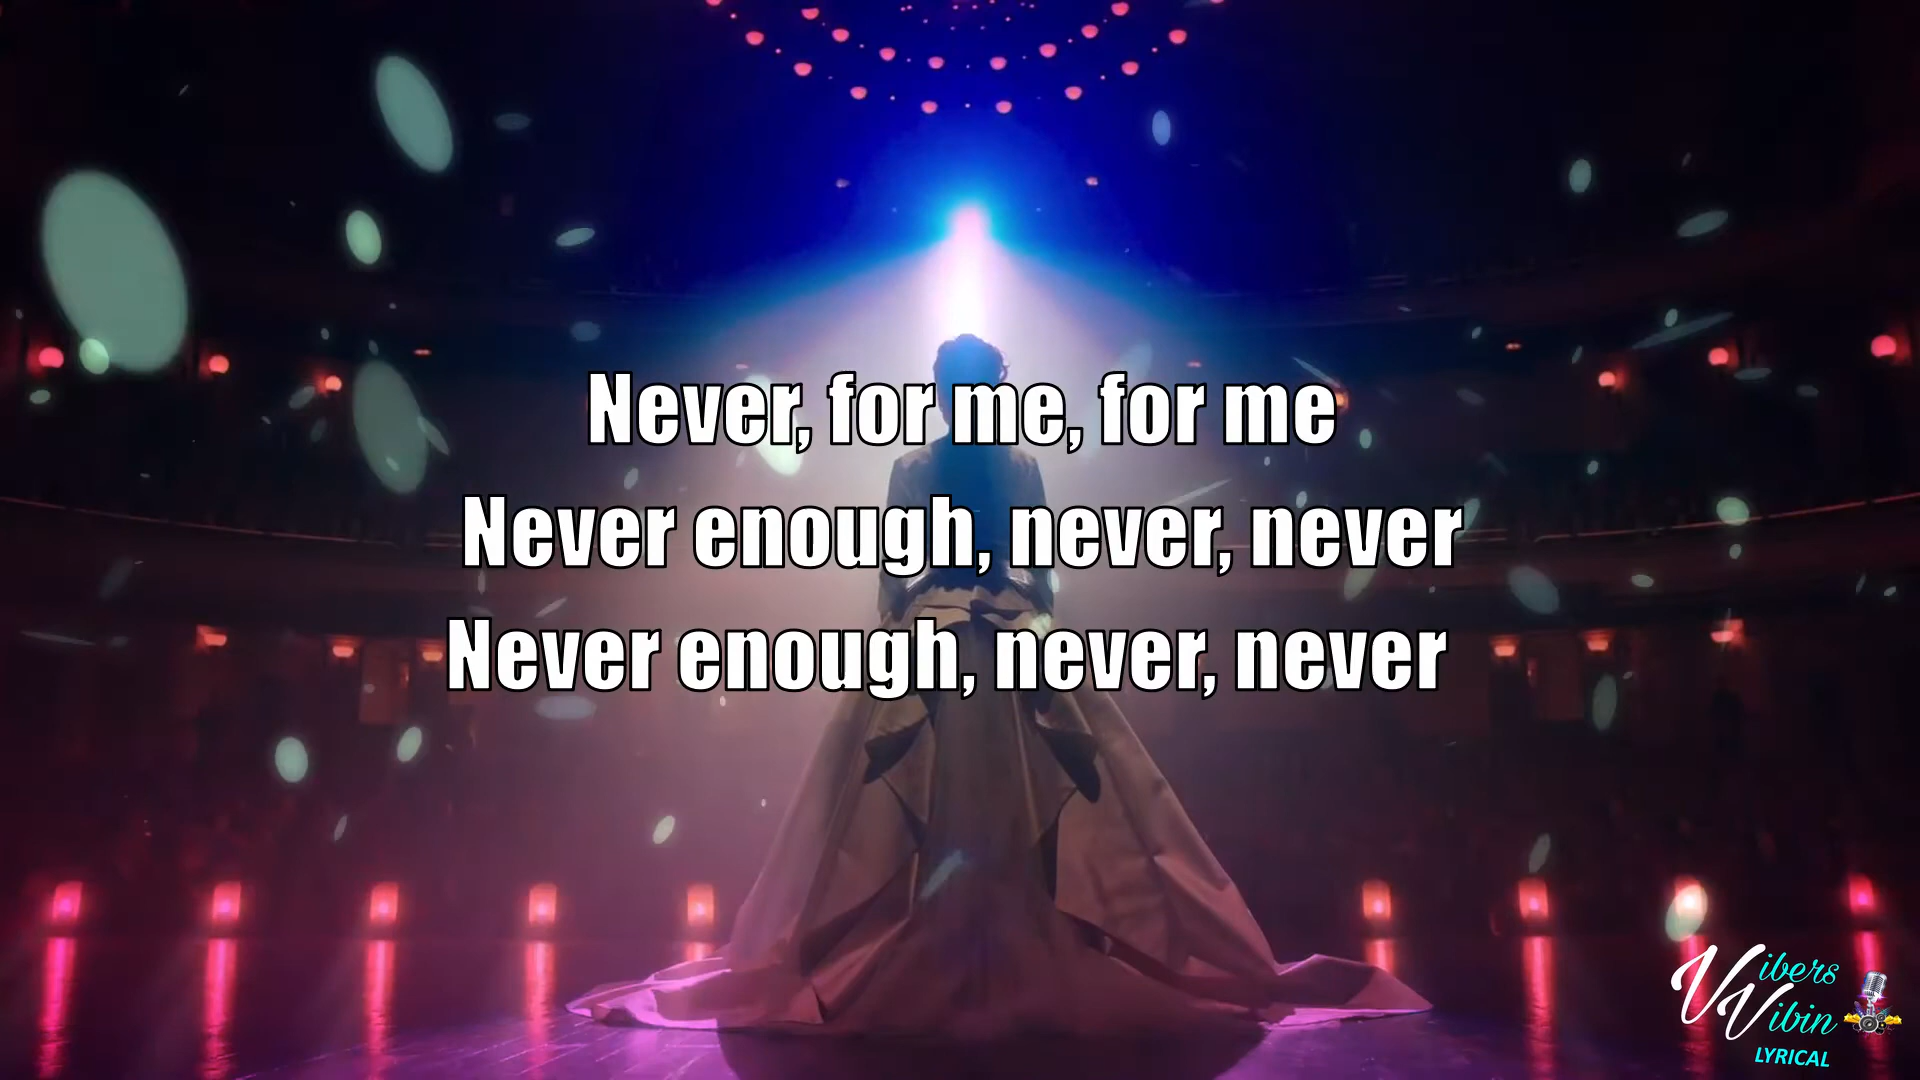 Never, for me, for me
Never enough, never, never
Never enough, never, never
Vibers
Vibin
LYRICAL